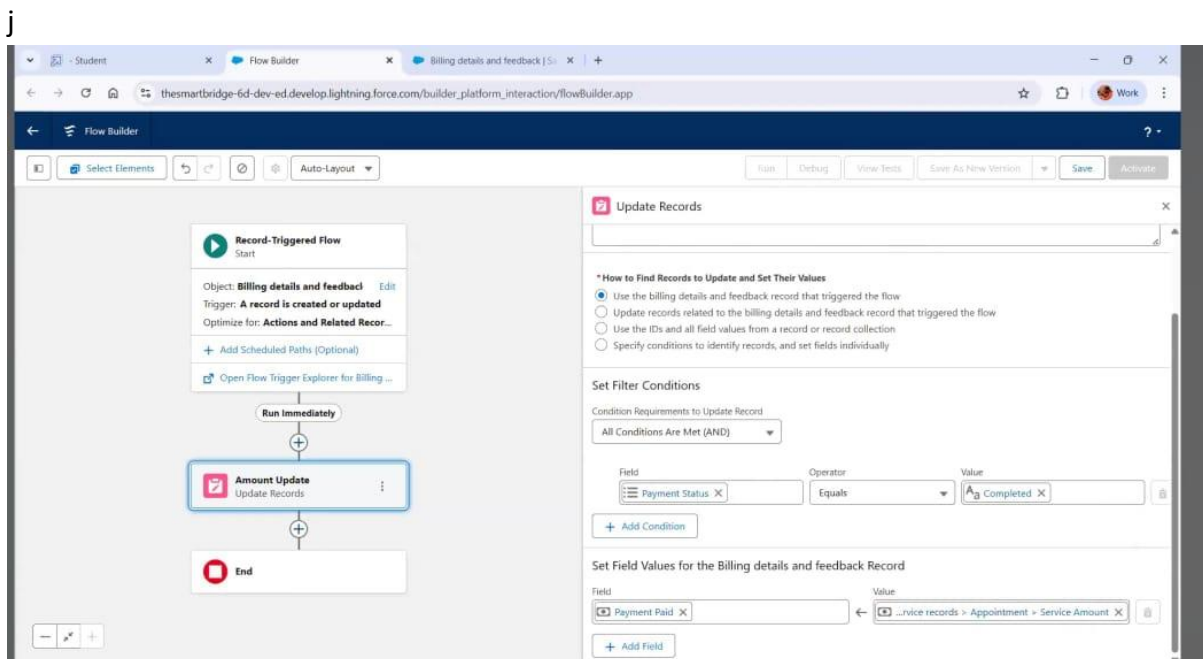 j
- Student
Flow Builder
Billing details and feedback | Sa
thesmartbridge-6d-dev-ed.develop.lightning.force.com/builder_platform_interaction/flowBuilder.app
Work
Flow Builder
?
Select Elements
Auto-Layout
Run Debug View Tests Save As New Version Save Activate
Update Records
Record-Triggered Flow
Start
Object: Billing details and feedback Edit
Trigger: A record is created or updated
Optimize for: Actions and Related Recor...
+ Add Scheduled Paths (Optional)
Open Flow Trigger Explorer for Billing ...
Run Immediately
Amount Update
Update Records
End
* How to Find Records to Update and Set Their Values
Use the billing details and feedback record that triggered the flow
Update records related to the billing details and feedback record that triggered the flow
Use the IDs and all field values from a record or record collection
Specify conditions to identify records, and set fields individually
Set Filter Conditions
Condition Requirements to Update Record
All Conditions Are Met (AND)
Field Operator Value
Payment Status Equals Aa Completed
+ Add Condition
Set Field Values for the Billing details and feedback Record
Field Value
Payment Paid ← ...rvice records > Appointment > Service Amount
+ Add Field